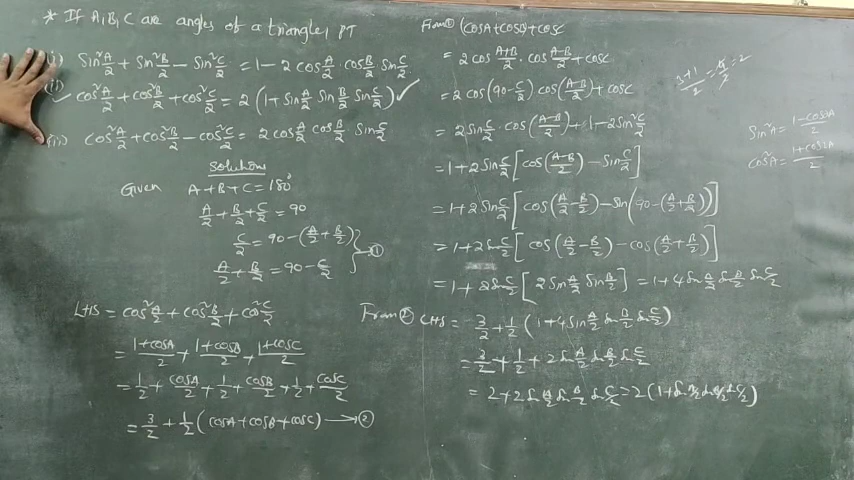 * If A, B, C are angles of a triangle, PT
(i) Sin²A/2 + Sin²B/2 − Sin²C/2 = 1 − 2 cos A/2 · cos B/2 Sin C/2
(ii) cos²A/2 + cos²B/2 + cos²C/2 = 2 (1 + Sin A/2 Sin B/2 Sin C/2) ✓
(iii) cos²A/2 + cos²B/2 − cos²C/2 = 2 cos A/2 cos B/2 Sin C/2
Solution
Given A + B + C = 180°
A/2 + B/2 + C/2 = 90
C/2 = 90 − (A/2 + B/2)
A/2 + B/2 = 90 − C/2 } → ①
LHS = cos²A/2 + cos²B/2 + cos²C/2
= (1+cosA)/2 + (1+cosB)/2 + (1+cosC)/2
= 1/2 + cosA/2 + 1/2 + cosB/2 + 1/2 + cosC/2
= 3/2 + 1/2 (cosA + cosB + cosC) → ②
From ① (cosA + cosB) + cosC
= 2 cos (A+B)/2 · cos (A−B)/2 + cosC
= 2 cos(90 − C/2) cos((A−B)/2) + cosC
= 2 Sin C/2 · cos((A−B)/2) + 1 − 2Sin²C/2
= 1 + 2 Sin C/2 [cos((A−B)/2) − Sin C/2]
= 1 + 2 Sin C/2 [cos(A/2 − B/2) − Sin(90 − (A/2 + B/2))]
= 1 + 2 Sin C/2 [cos(A/2 − B/2) − cos(A/2 + B/2)]
= 1 + 2 Sin C/2 [2 Sin A/2 Sin B/2] = 1 + 4 Sin A/2 Sin B/2 Sin C/2
From ② LHS = 3/2 + 1/2 (1 + 4 Sin A/2 Sin B/2 Sin C/2)
= 3/2 + 1/2 + 2 Sin A/2 Sin B/2 Sin C/2
= 2 + 2 Sin A/2 Sin B/2 Sin C/2 = 2 (1 + Sin A/2 Sin B/2 Sin C/2)
(3+1)/2 = 4/2 = 2
Sin²A = (1−cos2A)/2
cos²A = (1+cos2A)/2